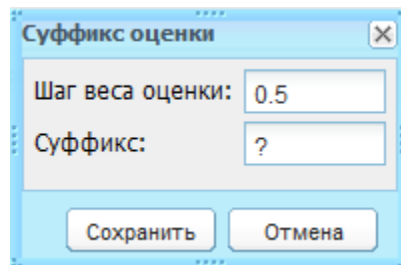 Суффикс оценки
Шаг веса оценки: 0.5
Суффикс: ?
Сохранить Отмена